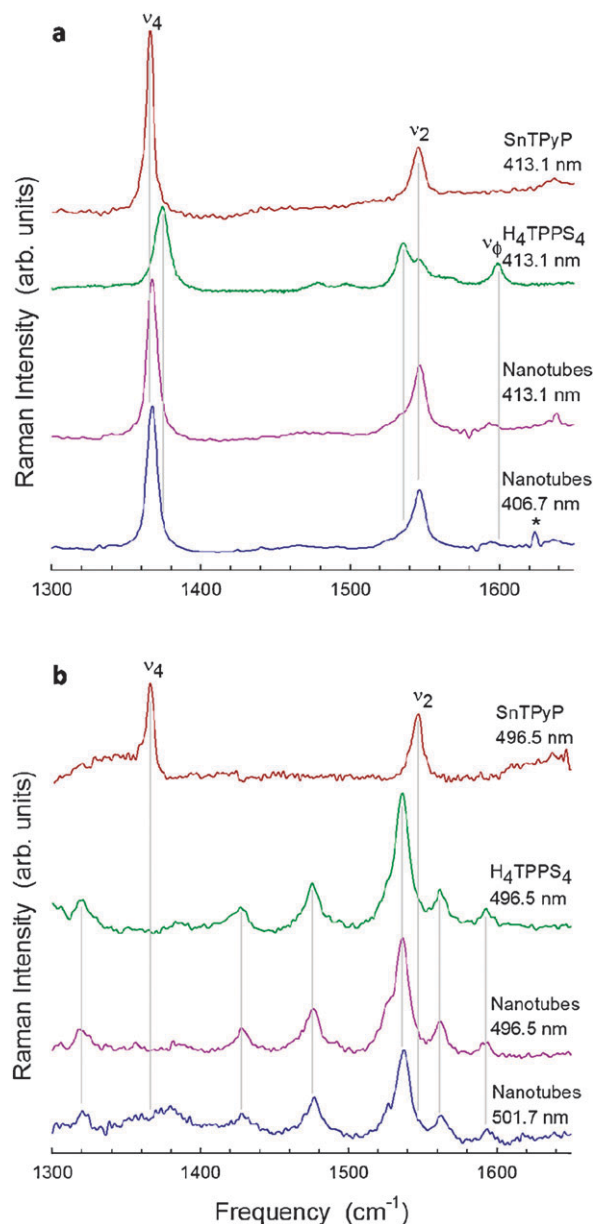 a
ν4
ν2
SnTPyP
413.1 nm
H4TPPS4
413.1 nm
νϕ
Nanotubes
413.1 nm
Nanotubes
406.7 nm
*
Raman Intensity (arb. units)
1300 1400 1500 1600
b
ν4
ν2
SnTPyP
496.5 nm
H4TPPS4
496.5 nm
Nanotubes
496.5 nm
Nanotubes
501.7 nm
Raman Intensity (arb. units)
1300 1400 1500 1600
Frequency (cm-1)